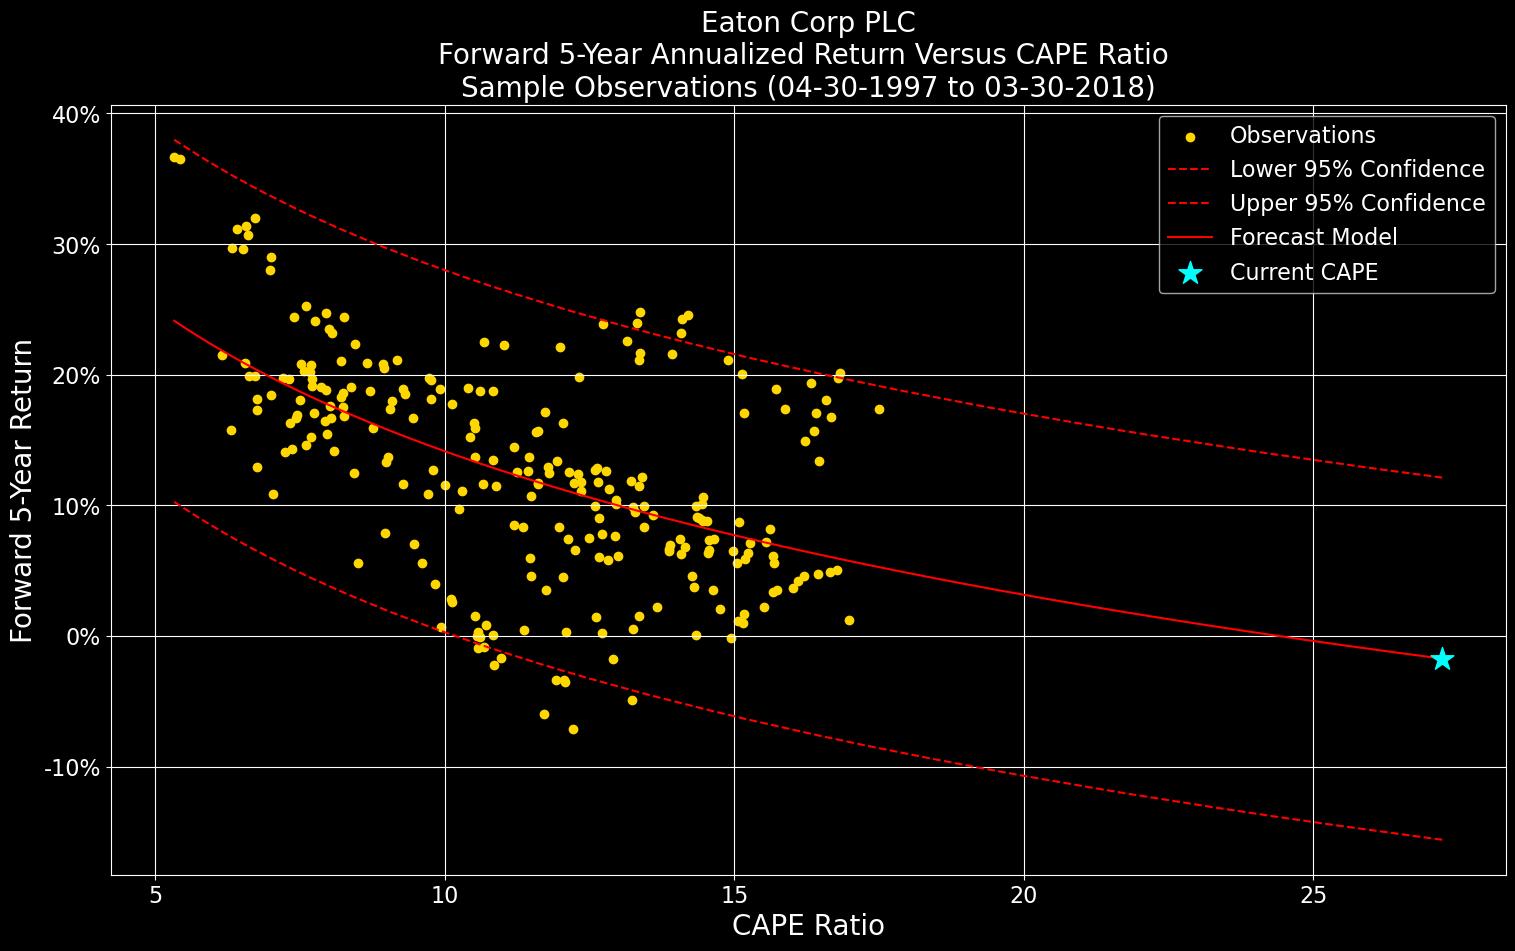 Eaton Corp PLC
Forward 5-Year Annualized Return Versus CAPE Ratio
Sample Observations (04-30-1997 to 03-30-2018)
40%
30%
20%
10%
0%
-10%
Forward 5-Year Return
Observations
Lower 95% Confidence
Upper 95% Confidence
Forecast Model
Current CAPE
5
10
15
20
25
CAPE Ratio